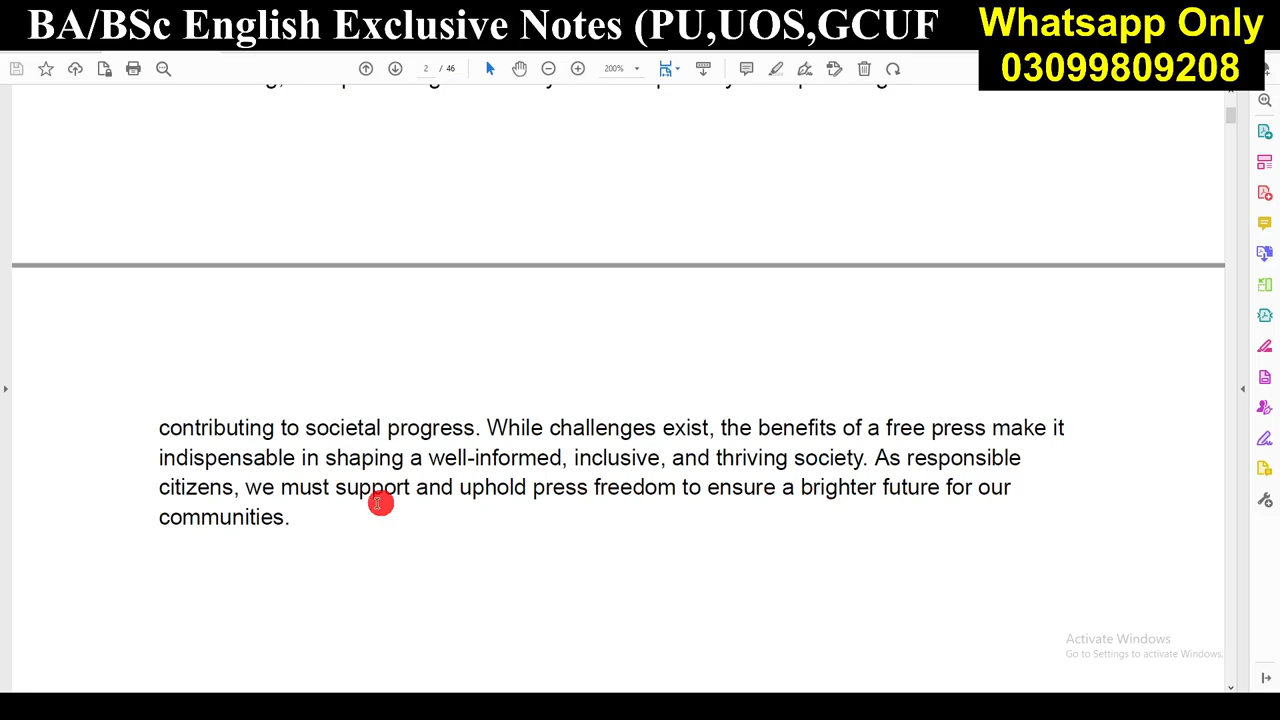 BA/BSc English Exclusive Notes (PU,UOS,GCUF
Whatsapp Only
03099809208
2 / 46
200%
contributing to societal progress. While challenges exist, the benefits of a free press make it
indispensable in shaping a well-informed, inclusive, and thriving society. As responsible
citizens, we must support and uphold press freedom to ensure a brighter future for our
communities.
Activate Windows
Go to Settings to activate Windows.